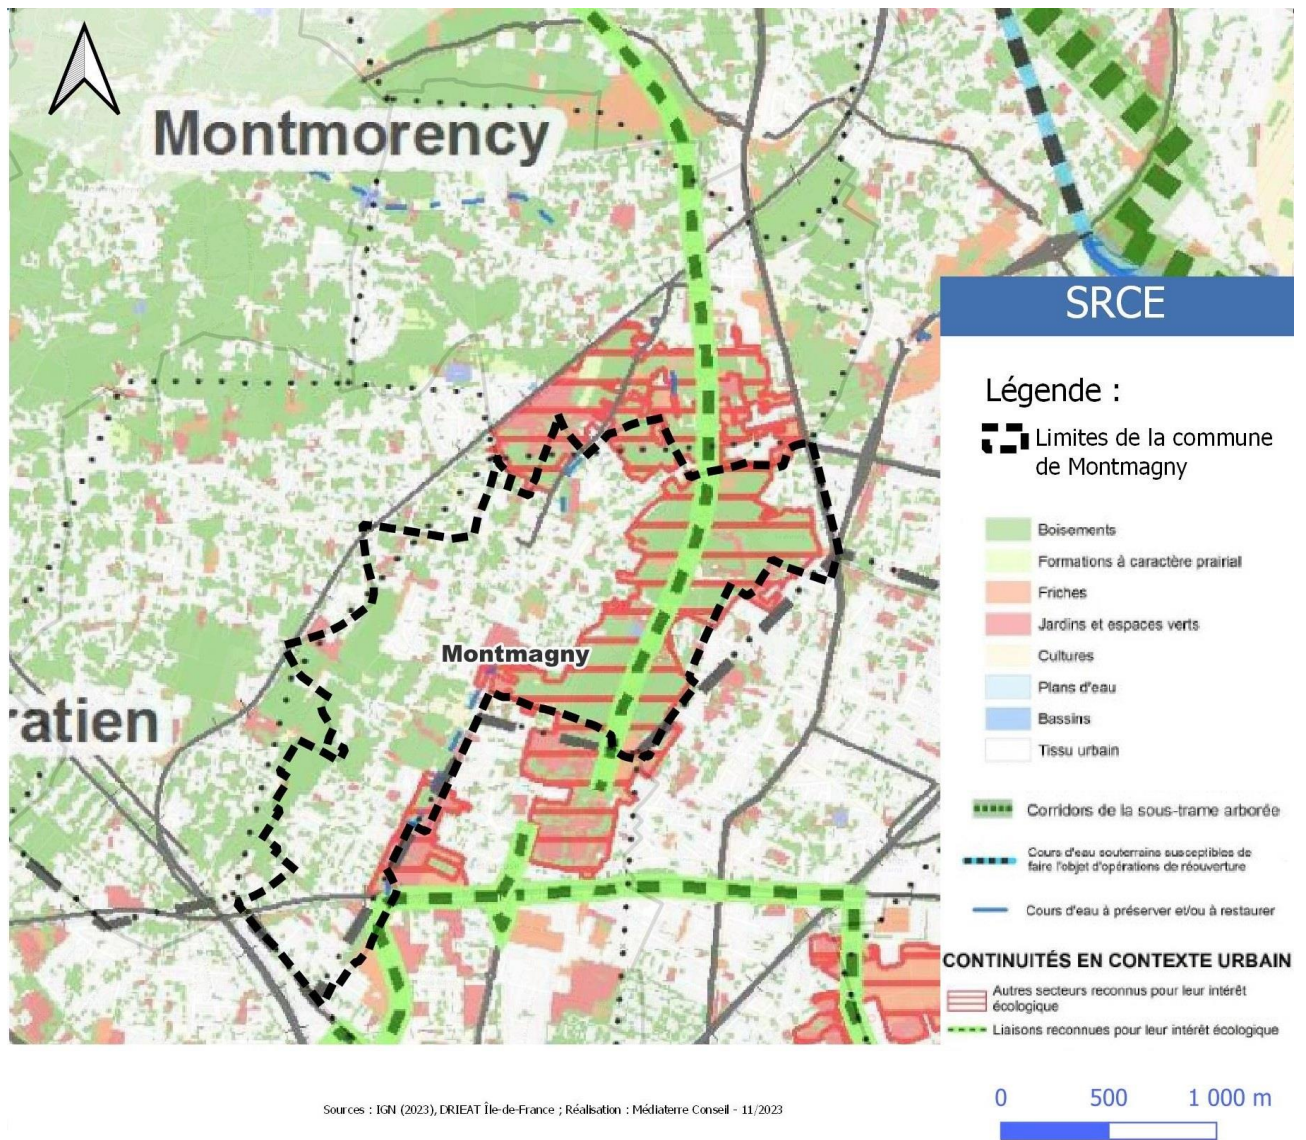 Montmorency
SRCE
Légende :
Limites de la commune
de Montmagny
Boisements
Formations à caractère prairial
Friches
Jardins et espaces verts
Cultures
Plans d'eau
Bassins
Tissu urbain
Corridors de la sous-trame arborée
Cours d'eau souterrains susceptibles de
faire l'objet d'opérations de réouverture
Cours d'eau à préserver et/ou à restaurer
CONTINUITÉS EN CONTEXTE URBAIN
Autres secteurs reconnus pour leur intérêt
écologique
Liaisons reconnues pour leur intérêt écologique
Montmagny
ratien
Sources : IGN (2023), DRIEAT Île-de-France ; Réalisation : Médiaterre Conseil - 11/2023
0 500 1 000 m